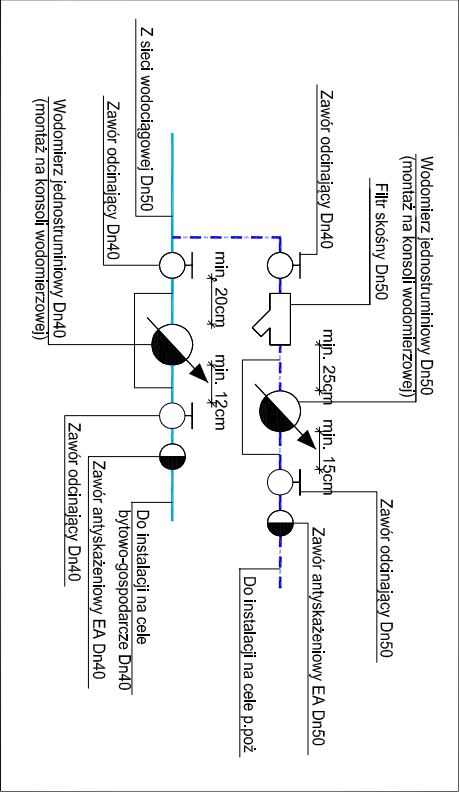 Wodomierz jednostruminiowy Dn50
(montaż na konsoli wodomierzowej)
Filtr skośny Dn50
Zawór odcinający Dn40
Zawór odcinający Dn50
Zawór antyskażeniowy EA Dn50
min. 25cm
min. 15cm
Do instalacji na cele p.poż
Z sieci wodociągowej Dn50
Zawór odcinający Dn40
Wodomierz jednostruminiowy Dn40
(montaż na konsoli wodomierzowej)
min. 20cm
min. 12cm
Do instalacji na cele
bytowo-gospodarcze Dn40
Zawór antyskażeniowy EA Dn40
Zawór odcinający Dn40